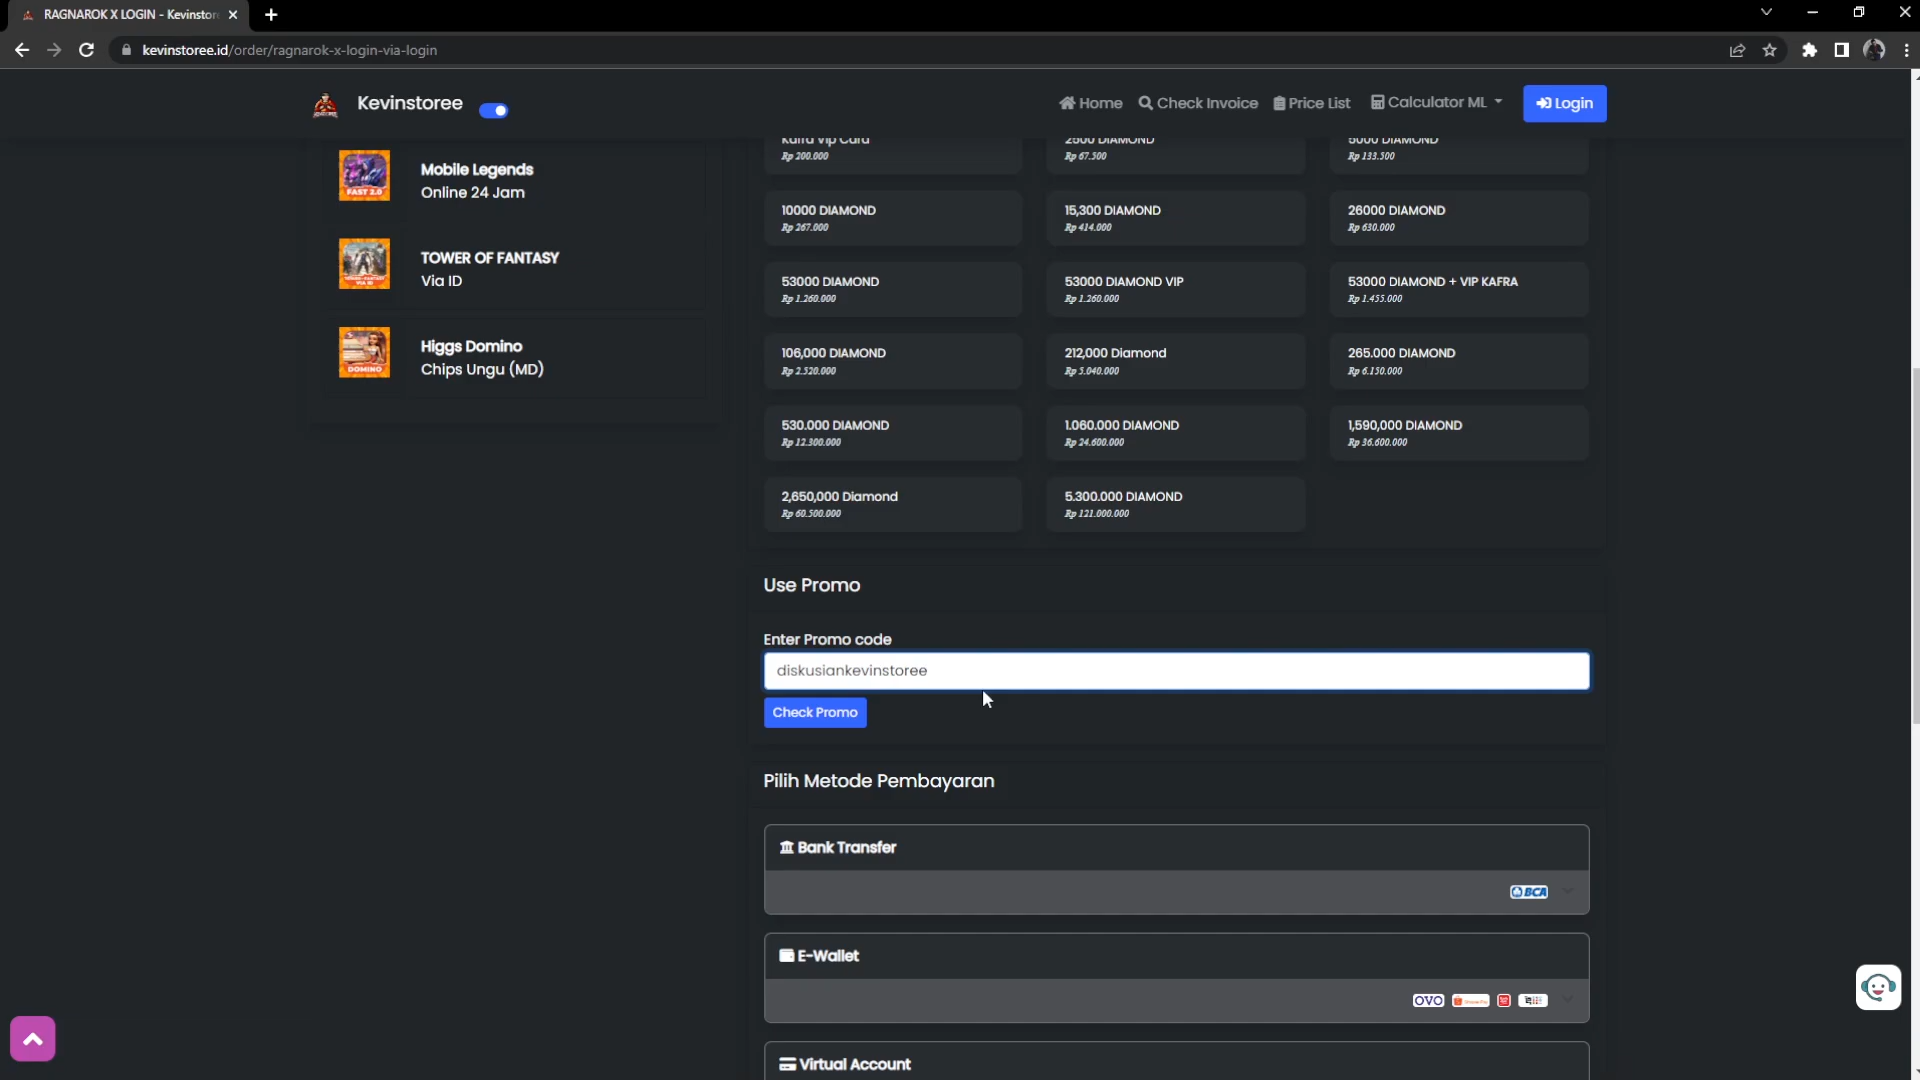 RAGNAROK X LOGIN - Kevinstor
kevinstoree.id/order/ragnarok-x-login-via-login
Kevinstoree
Home
Check Invoice
Price List
Calculator ML
Login
Mobile Legends
Online 24 Jam
FAST 2.0
TOWER OF FANTASY
Via ID
VIA ID
Higgs Domino
Chips Ungu (MD)
DOMINO
Kafra Vip Card
Rp 200.000
2500 DIAMOND
Rp 67.500
5000 DIAMOND
Rp 133.500
10000 DIAMOND
Rp 267.000
15,300 DIAMOND
Rp 414.000
26000 DIAMOND
Rp 630.000
53000 DIAMOND
Rp 1.260.000
53000 DIAMOND VIP
Rp 1.260.000
53000 DIAMOND + VIP KAFRA
Rp 1.455.000
106,000 DIAMOND
Rp 2.520.000
212,000 Diamond
Rp 5.040.000
265.000 DIAMOND
Rp 6.150.000
530.000 DIAMOND
Rp 12.300.000
1.060.000 DIAMOND
Rp 24.600.000
1,590,000 DIAMOND
Rp 36.600.000
2,650,000 Diamond
Rp 60.500.000
5.300.000 DIAMOND
Rp 121.000.000
Use Promo
Enter Promo code
diskusiankevinstoree
Check Promo
Pilih Metode Pembayaran
Bank Transfer
BCA
E-Wallet
OVO
Virtual Account